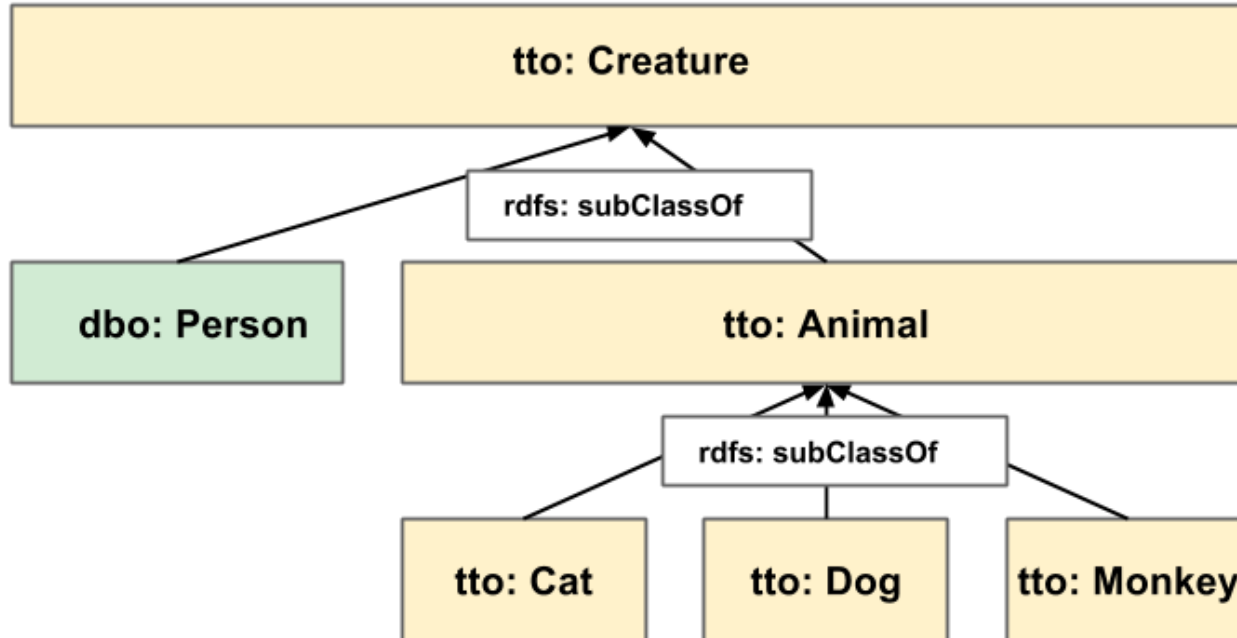 tto: Creature
rdfs: subClassOf
dbo: Person
tto: Animal
rdfs: subClassOf
tto: Cat
tto: Dog
tto: Monkey